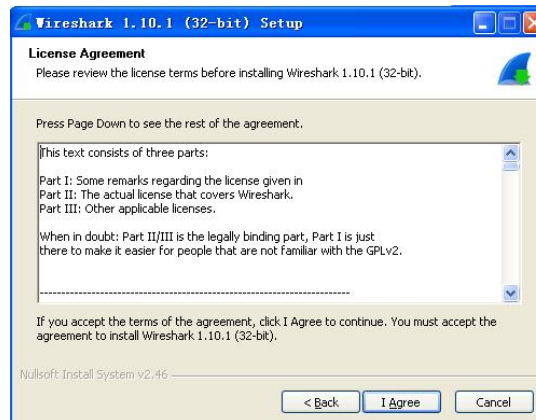 Wireshark 1.10.1 (32-bit) Setup
License Agreement
Please review the license terms before installing Wireshark 1.10.1 (32-bit).
Press Page Down to see the rest of the agreement.
This text consists of three parts:
Part I: Some remarks regarding the license given in
Part II: The actual license that covers Wireshark.
Part III: Other applicable licenses.
When in doubt: Part II/III is the legally binding part, Part I is just
there to make it easier for people that are not familiar with the GPLv2.
------------------------------------------------------------------------
If you accept the terms of the agreement, click I Agree to continue. You must accept the
agreement to install Wireshark 1.10.1 (32-bit).
Nullsoft Install System v2.46
< Back I Agree Cancel